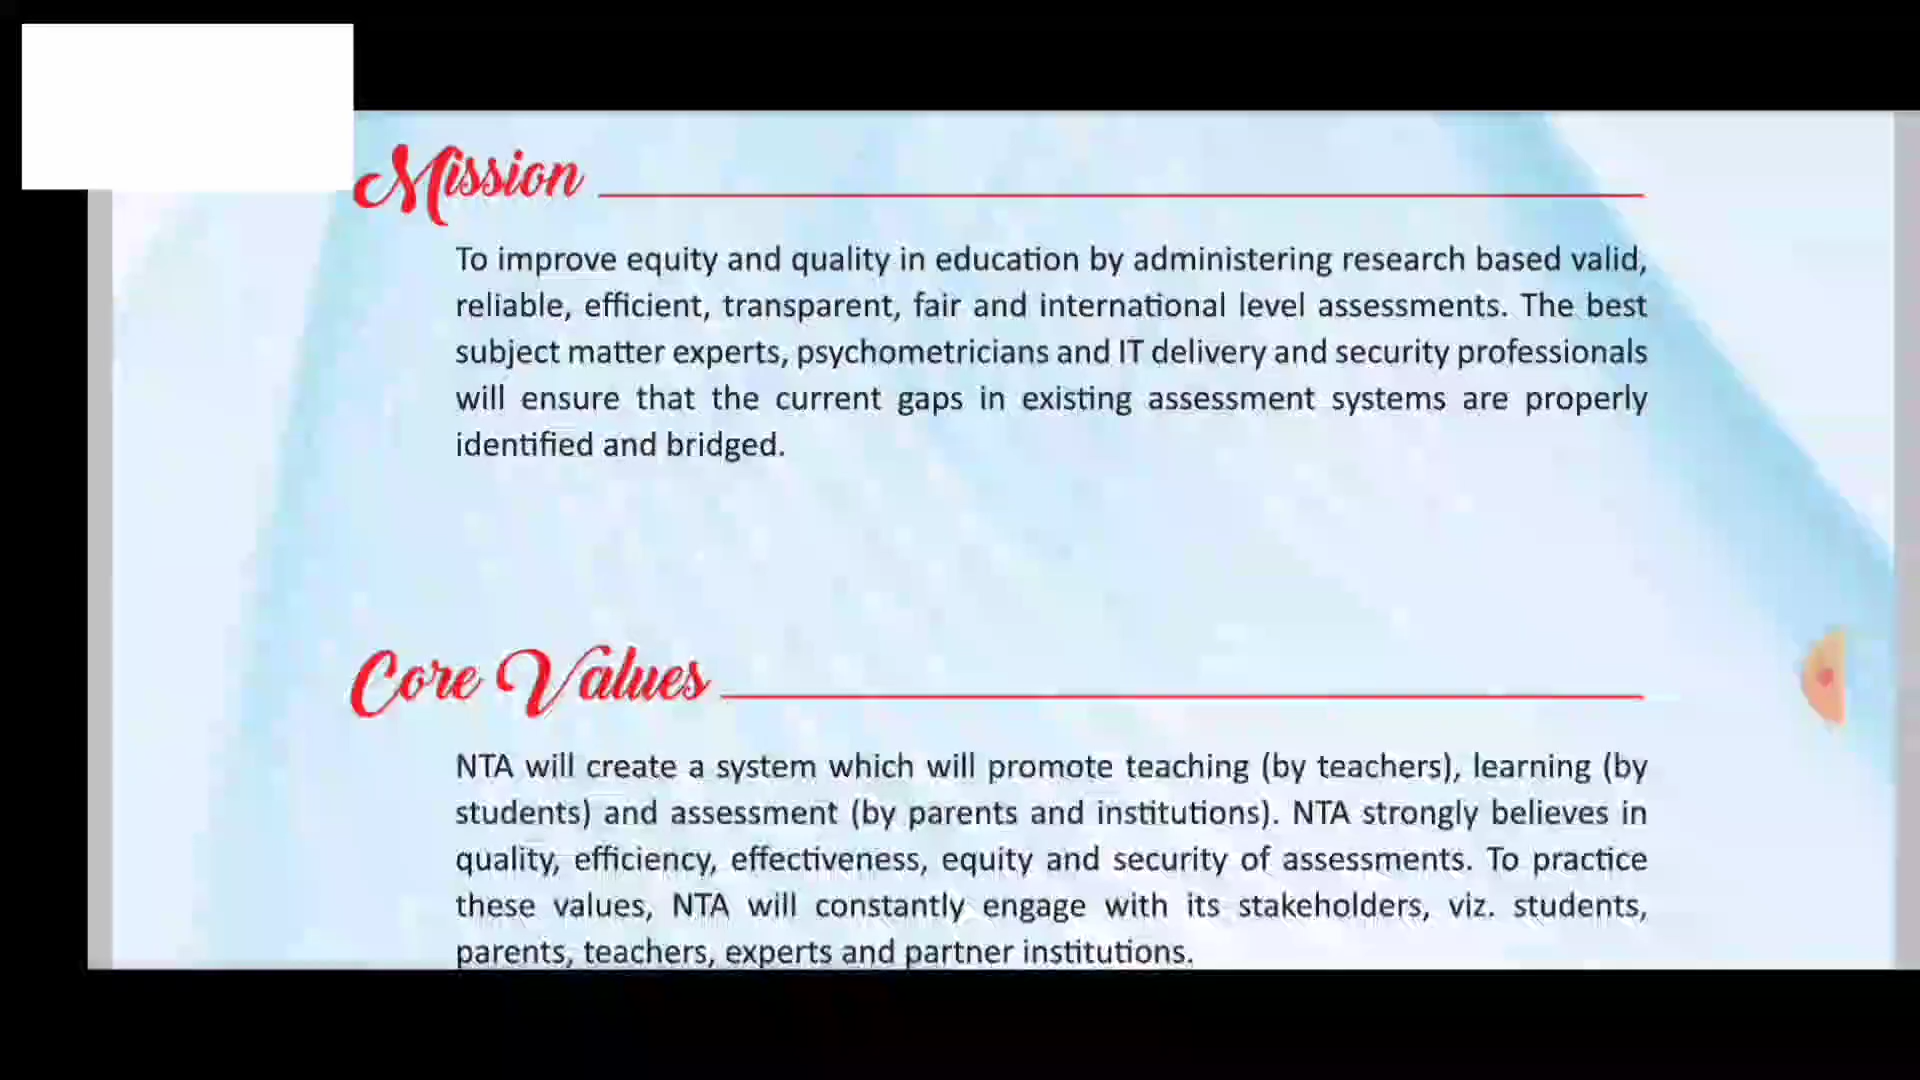 Mission
To improve equity and quality in education by administering research based valid,
reliable, efficient, transparent, fair and international level assessments. The best
subject matter experts, psychometricians and IT delivery and security professionals
will ensure that the current gaps in existing assessment systems are properly
identified and bridged.
Core Values
NTA will create a system which will promote teaching (by teachers), learning (by
students) and assessment (by parents and institutions). NTA strongly believes in
quality, efficiency, effectiveness, equity and security of assessments. To practice
these values, NTA will constantly engage with its stakeholders, viz. students,
parents, teachers, experts and partner institutions.